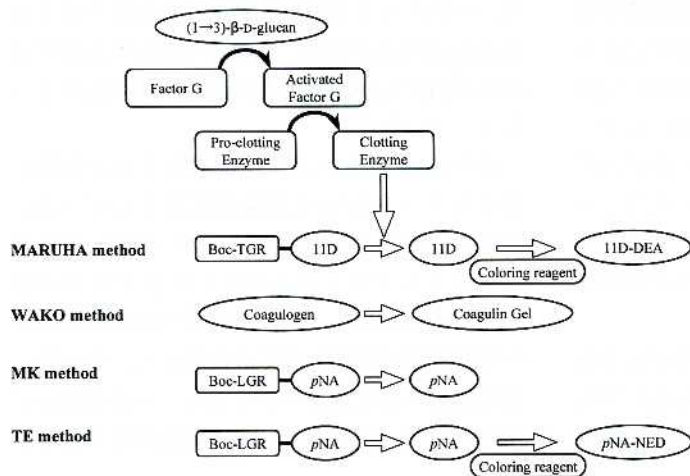 (1→3)-β-D-glucan
Factor G
Activated
Factor G
Pro-clotting
Enzyme
Clotting
Enzyme
MARUHA method
Boc-TGR
11D
11D
Coloring reagent
11D-DEA
WAKO method
Coagulogen
Coagulin Gel
MK method
Boc-LGR
pNA
pNA
TE method
Boc-LGR
pNA
pNA
Coloring reagent
pNA-NED